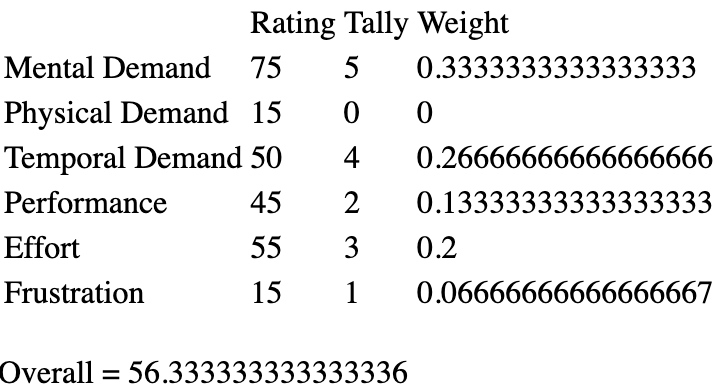 Rating Tally Weight
Mental Demand 75 5 0.3333333333333333
Physical Demand 15 0 0
Temporal Demand 50 4 0.26666666666666666
Performance 45 2 0.13333333333333333
Effort 55 3 0.2
Frustration 15 1 0.06666666666666667
Overall = 56.333333333333336